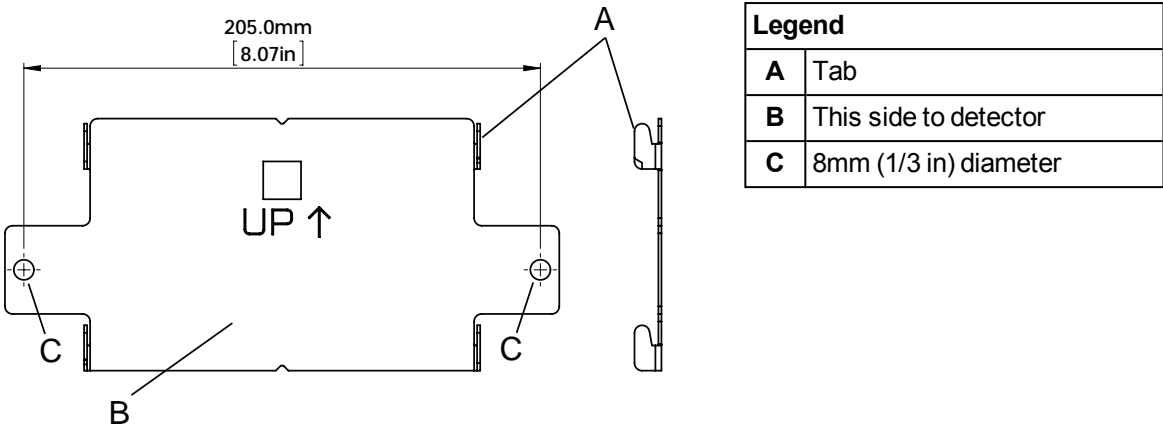 205.0mm
[8.07in]
A
UP ↑
C
C
B
Legend
A Tab
B This side to detector
C 8mm (1/3 in) diameter